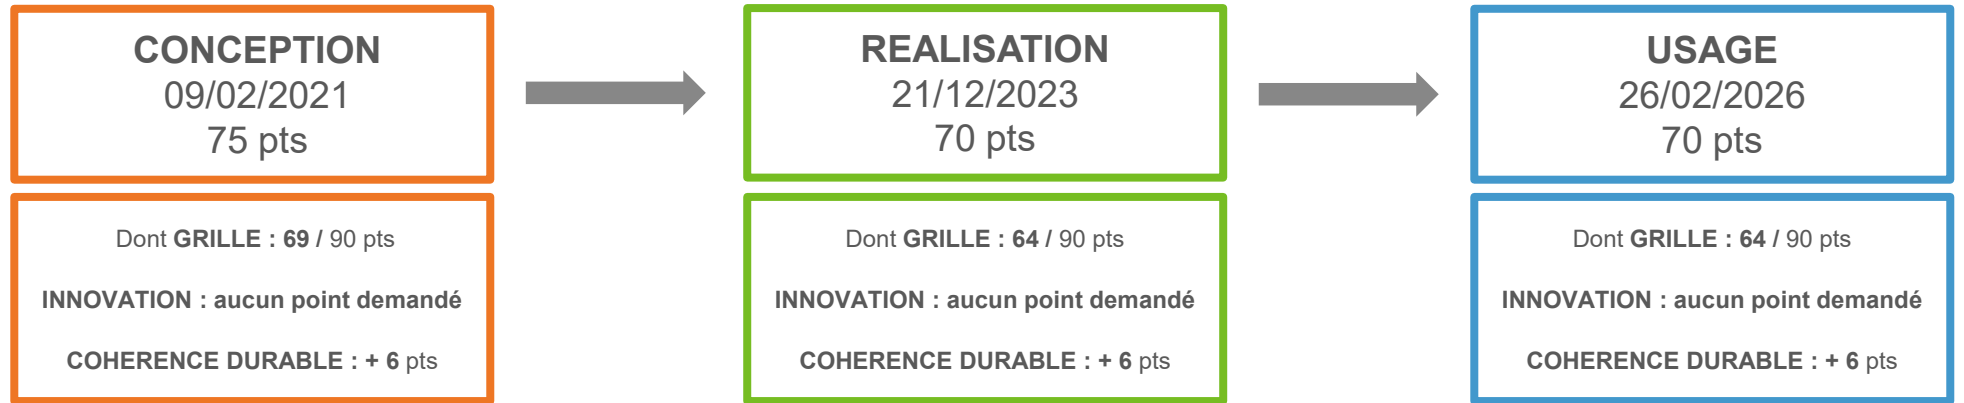 CONCEPTION
09/02/2021
75 pts
Dont GRILLE : 69 / 90 pts
INNOVATION : aucun point demandé
COHERENCE DURABLE : + 6 pts
REALISATION
21/12/2023
70 pts
Dont GRILLE : 64 / 90 pts
INNOVATION : aucun point demandé
COHERENCE DURABLE : + 6 pts
USAGE
26/02/2026
70 pts
Dont GRILLE : 64 / 90 pts
INNOVATION : aucun point demandé
COHERENCE DURABLE : + 6 pts